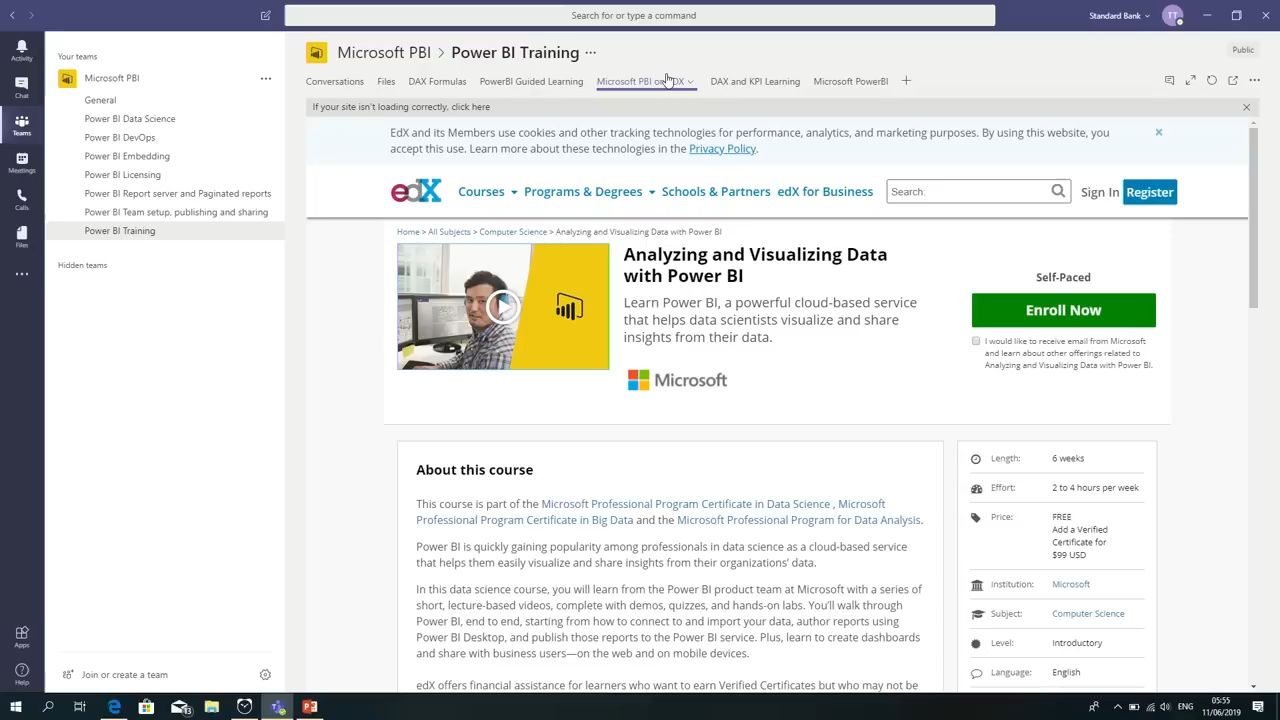 Search for or type a command
Standard Bank
Activity
Chat
Teams
Meetings
Calls
Files
Apps
Help
Your teams
Microsoft PBI
General
Power BI Data Science
Power BI DevOps
Power BI Embedding
Power BI Licensing
Power BI Report server and Paginated reports
Power BI Team setup, publishing and sharing
Power BI Training
Hidden teams
Join or create a team
Microsoft PBI > Power BI Training ...
Public
Conversations Files DAX Formulas PowerBI Guided Learning Microsoft PBI DAX and KPI Learning Microsoft PowerBI
If your site isn't loading correctly, click here
EdX and its Members use cookies and other tracking technologies for performance, analytics, and marketing purposes. By using this website, you
accept this use. Learn more about these technologies in the Privacy Policy.
edX Courses Programs & Degrees Schools & Partners edX for Business Search: Sign In Register
Home > All Subjects > Computer Science > Analyzing and Visualizing Data with Power BI
Analyzing and Visualizing Data
with Power BI
Learn Power BI, a powerful cloud-based service
that helps data scientists visualize and share
insights from their data.
Microsoft
Self-Paced
Enroll Now
I would like to receive email from Microsoft
and learn about other offerings related to
Analyzing and Visualizing Data with Power BI.
About this course
This course is part of the Microsoft Professional Program Certificate in Data Science , Microsoft
Professional Program Certificate in Big Data and the Microsoft Professional Program for Data Analysis.
Power BI is quickly gaining popularity among professionals in data science as a cloud-based service
that helps them easily visualize and share insights from their organizations' data.
In this data science course, you will learn from the Power BI product team at Microsoft with a series of
short, lecture-based videos, complete with demos, quizzes, and hands-on labs. You'll walk through
Power BI, end to end, starting from how to connect to and import your data, author reports using
Power BI Desktop, and publish those reports to the Power BI service. Plus, learn to create dashboards
and share with business users—on the web and on mobile devices.
edX offers financial assistance for learners who want to earn Verified Certificates but who may not be
Length: 6 weeks
Effort: 2 to 4 hours per week
Price: FREE
Add a Verified
Certificate for
$99 USD
Institution: Microsoft
Subject: Computer Science
Level: Introductory
Language: English
ENG
05:55
11/06/2019